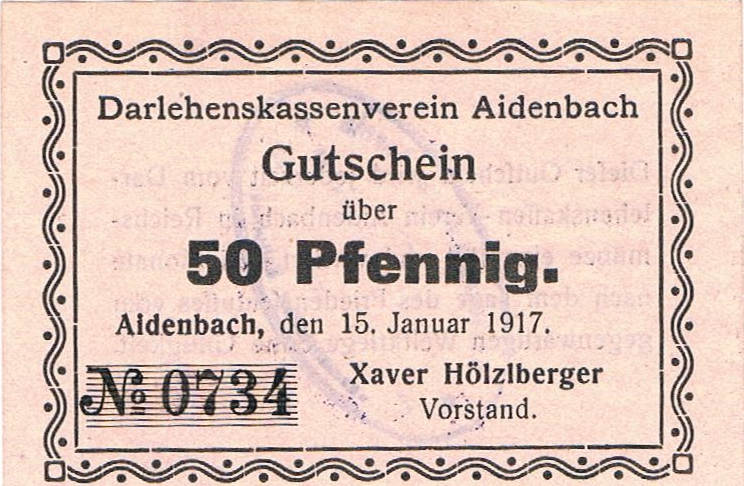 Darlehenskassenverein Aidenbach
Gutschein
über
50 Pfennig.
Aidenbach, den 15. Januar 1917.
№ 0734
Xaver Hölzlberger
Vorstand.